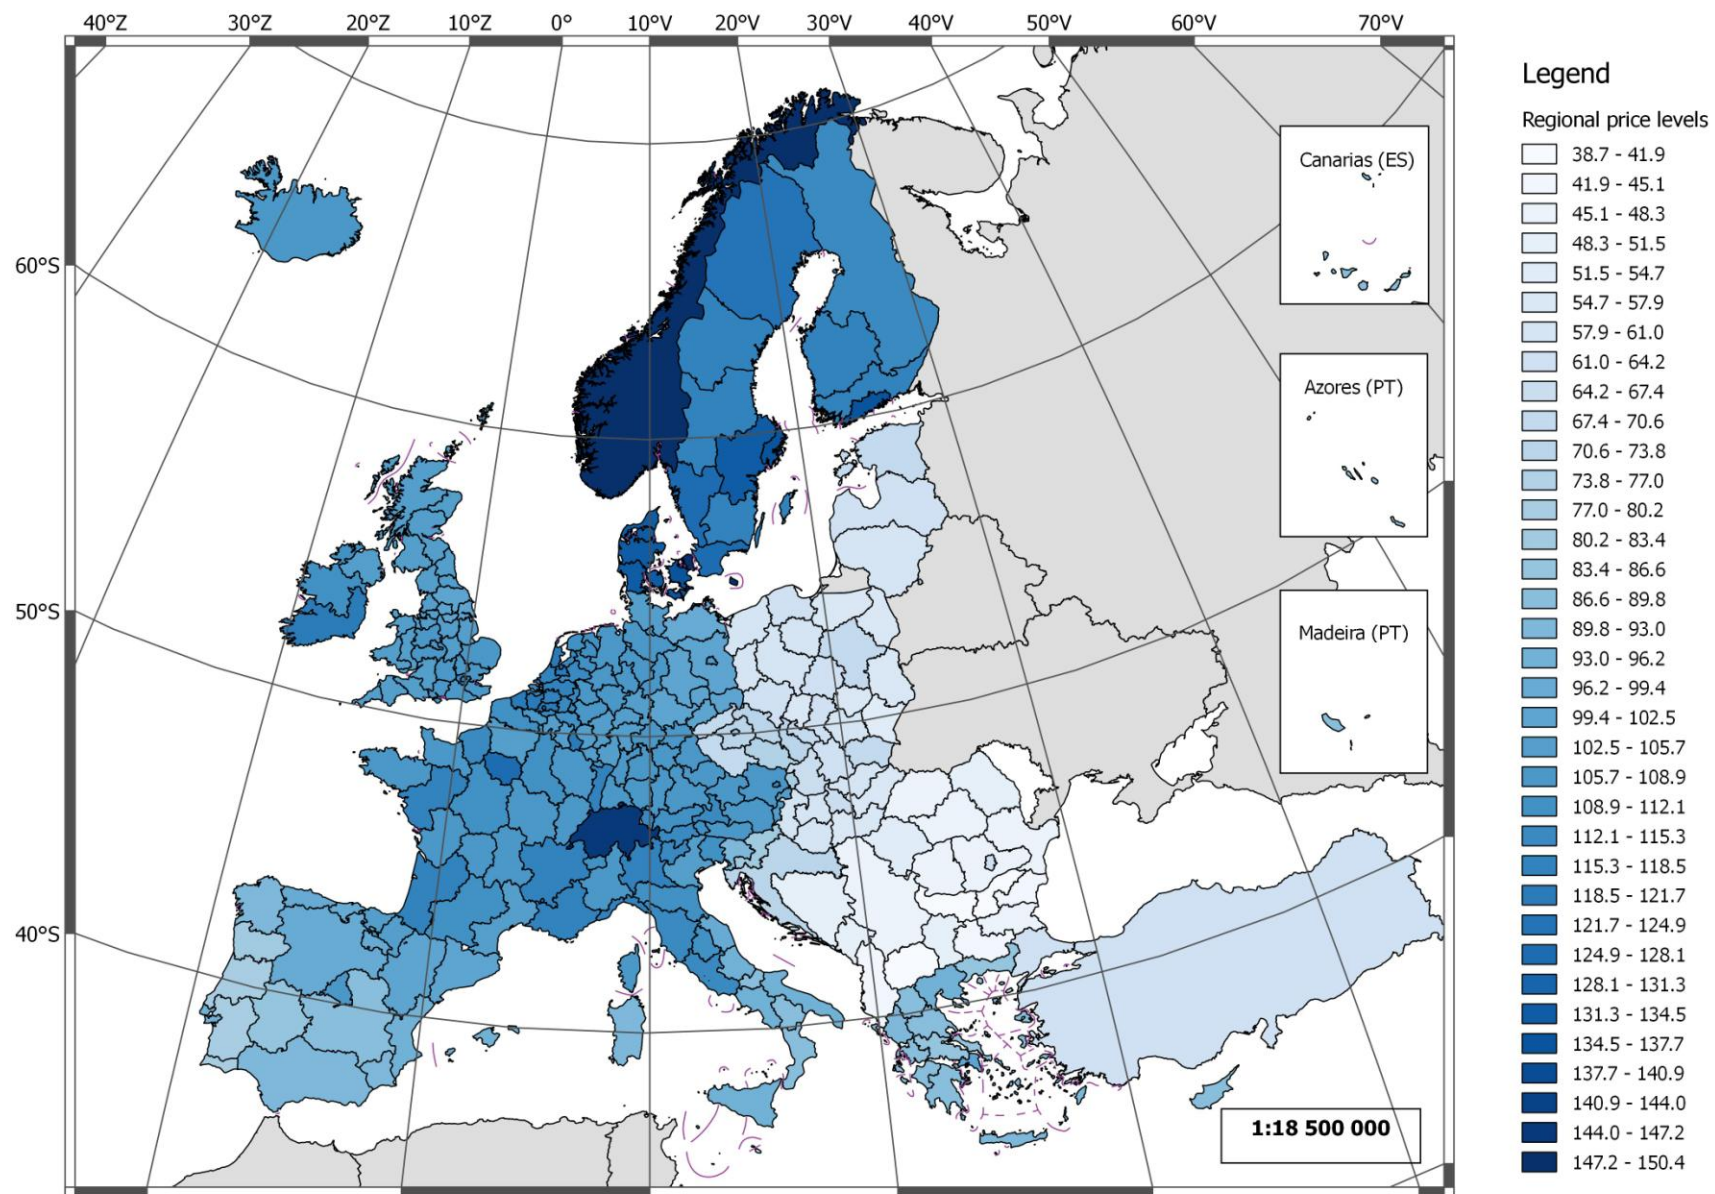 40°Z 30°Z 20°Z 10°Z 0° 10°V 20°V 30°V 40°V 50°V 60°V 70°V
60°S
50°S
40°S
Canarias (ES)
Azores (PT)
Madeira (PT)
1:18 500 000
Legend
Regional price levels
38.7 - 41.9
41.9 - 45.1
45.1 - 48.3
48.3 - 51.5
51.5 - 54.7
54.7 - 57.9
57.9 - 61.0
61.0 - 64.2
64.2 - 67.4
67.4 - 70.6
70.6 - 73.8
73.8 - 77.0
77.0 - 80.2
80.2 - 83.4
83.4 - 86.6
86.6 - 89.8
89.8 - 93.0
93.0 - 96.2
96.2 - 99.4
99.4 - 102.5
102.5 - 105.7
105.7 - 108.9
108.9 - 112.1
112.1 - 115.3
115.3 - 118.5
118.5 - 121.7
121.7 - 124.9
124.9 - 128.1
128.1 - 131.3
131.3 - 134.5
134.5 - 137.7
137.7 - 140.9
140.9 - 144.0
144.0 - 147.2
147.2 - 150.4